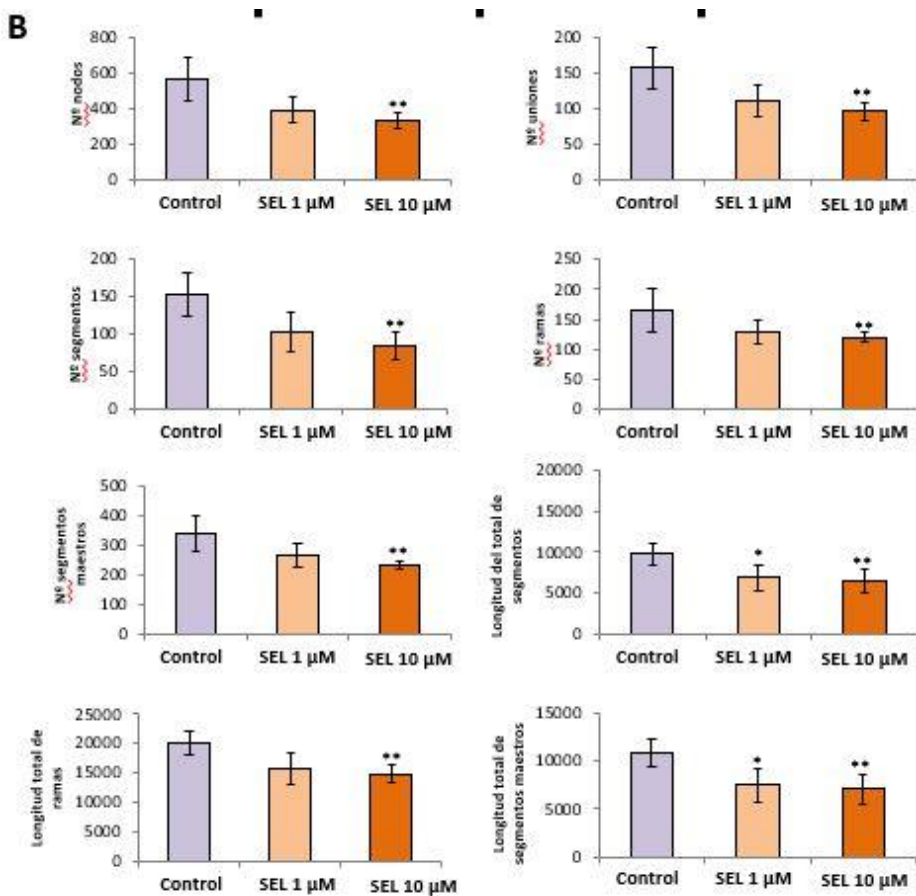 B
800
600
400
200
0
Nº nodos
Control SEL 1 µM SEL 10 µM
**
200
150
100
50
0
Nº uniones
Control SEL 1 µM SEL 10 µM
**
200
150
100
50
0
Nº segmentos
Control SEL 1 µM SEL 10 µM
**
250
200
150
100
50
0
Nº ramas
Control SEL 1 µM SEL 10 µM
**
500
400
300
200
100
0
Nº segmentos
maestros
Control SEL 1 µM SEL 10 µM
**
20000
15000
10000
5000
0
Longitud del total de
segmentos
Control SEL 1 µM SEL 10 µM
*
**
25000
20000
15000
10000
5000
0
Longitud total de
ramas
Control SEL 1 µM SEL 10 µM
**
15000
10000
5000
0
Longitud total de
segmentos maestros
Control SEL 1 µM SEL 10 µM
*
**